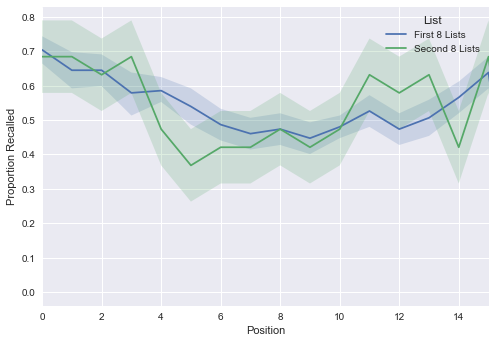 List
First 8 Lists
Second 8 Lists
0.8
0.7
0.6
0.5
0.4
0.3
0.2
0.1
0.0
Proportion Recalled
0 2 4 6 8 10 12 14
Position